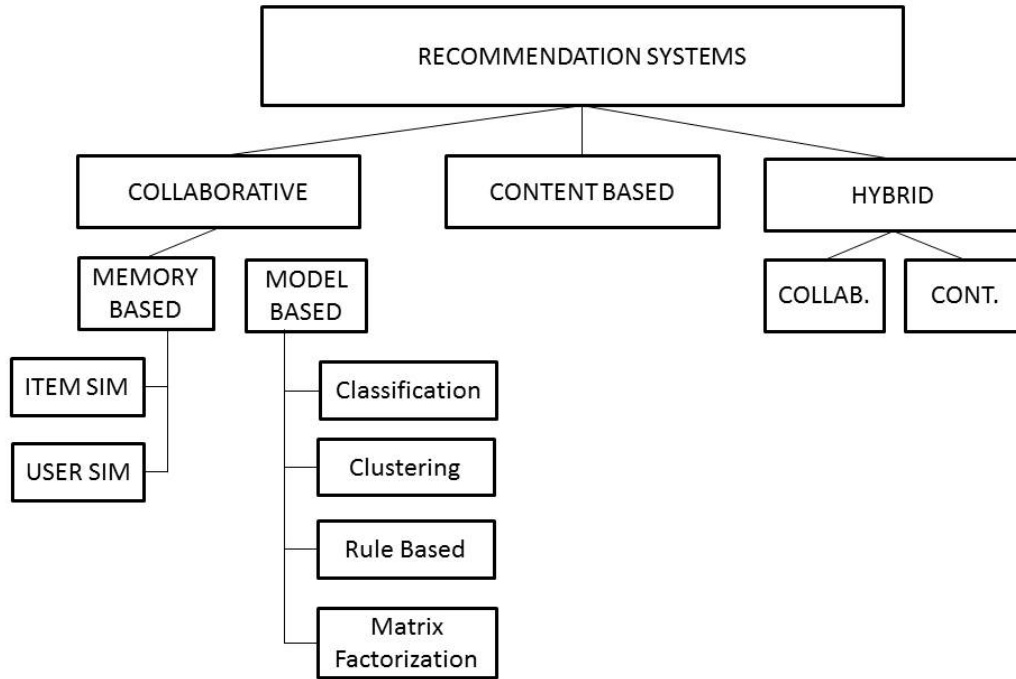 RECOMMENDATION SYSTEMS
COLLABORATIVE
CONTENT BASED
HYBRID
MEMORY
BASED
MODEL
BASED
COLLAB.
CONT.
ITEM SIM
USER SIM
Classification
Clustering
Rule Based
Matrix
Factorization